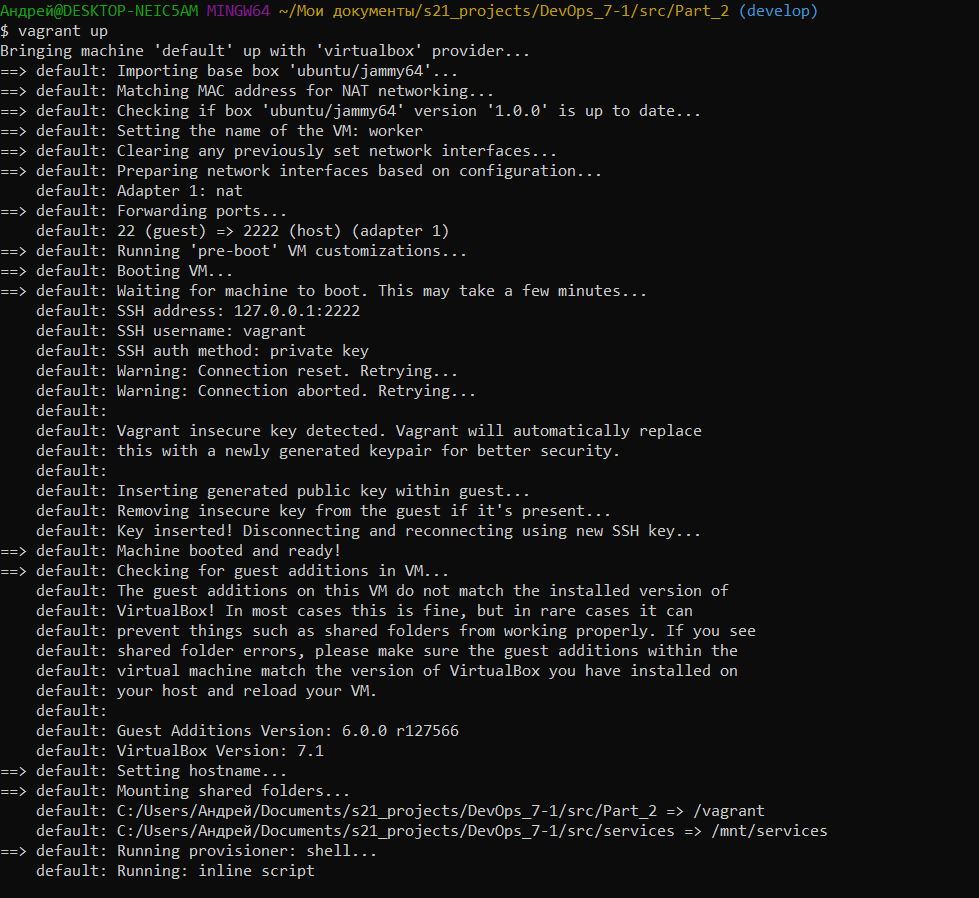 Андрей@DESKTOP-NEIC5AM MINGW64 ~/Мои документы/s21_projects/DevOps_7-1/src/Part_2 (develop)
$ vagrant up
Bringing machine 'default' up with 'virtualbox' provider...
==> default: Importing base box 'ubuntu/jammy64'...
==> default: Matching MAC address for NAT networking...
==> default: Checking if box 'ubuntu/jammy64' version '1.0.0' is up to date...
==> default: Setting the name of the VM: worker
==> default: Clearing any previously set network interfaces...
==> default: Preparing network interfaces based on configuration...
    default: Adapter 1: nat
==> default: Forwarding ports...
    default: 22 (guest) => 2222 (host) (adapter 1)
==> default: Running 'pre-boot' VM customizations...
==> default: Booting VM...
==> default: Waiting for machine to boot. This may take a few minutes...
    default: SSH address: 127.0.0.1:2222
    default: SSH username: vagrant
    default: SSH auth method: private key
    default: Warning: Connection reset. Retrying...
    default: Warning: Connection aborted. Retrying...
    default:
    default: Vagrant insecure key detected. Vagrant will automatically replace
    default: this with a newly generated keypair for better security.
    default:
    default: Inserting generated public key within guest...
    default: Removing insecure key from the guest if it's present...
    default: Key inserted! Disconnecting and reconnecting using new SSH key...
==> default: Machine booted and ready!
==> default: Checking for guest additions in VM...
    default: The guest additions on this VM do not match the installed version of
    default: VirtualBox! In most cases this is fine, but in rare cases it can
    default: prevent things such as shared folders from working properly. If you see
    default: shared folder errors, please make sure the guest additions within the
    default: virtual machine match the version of VirtualBox you have installed on
    default: your host and reload your VM.
    default:
    default: Guest Additions Version: 6.0.0 r127566
    default: VirtualBox Version: 7.1
==> default: Setting hostname...
==> default: Mounting shared folders...
    default: C:/Users/Андрей/Documents/s21_projects/DevOps_7-1/src/Part_2 => /vagrant
    default: C:/Users/Андрей/Documents/s21_projects/DevOps_7-1/src/services => /mnt/services
==> default: Running provisioner: shell...
    default: Running: inline script